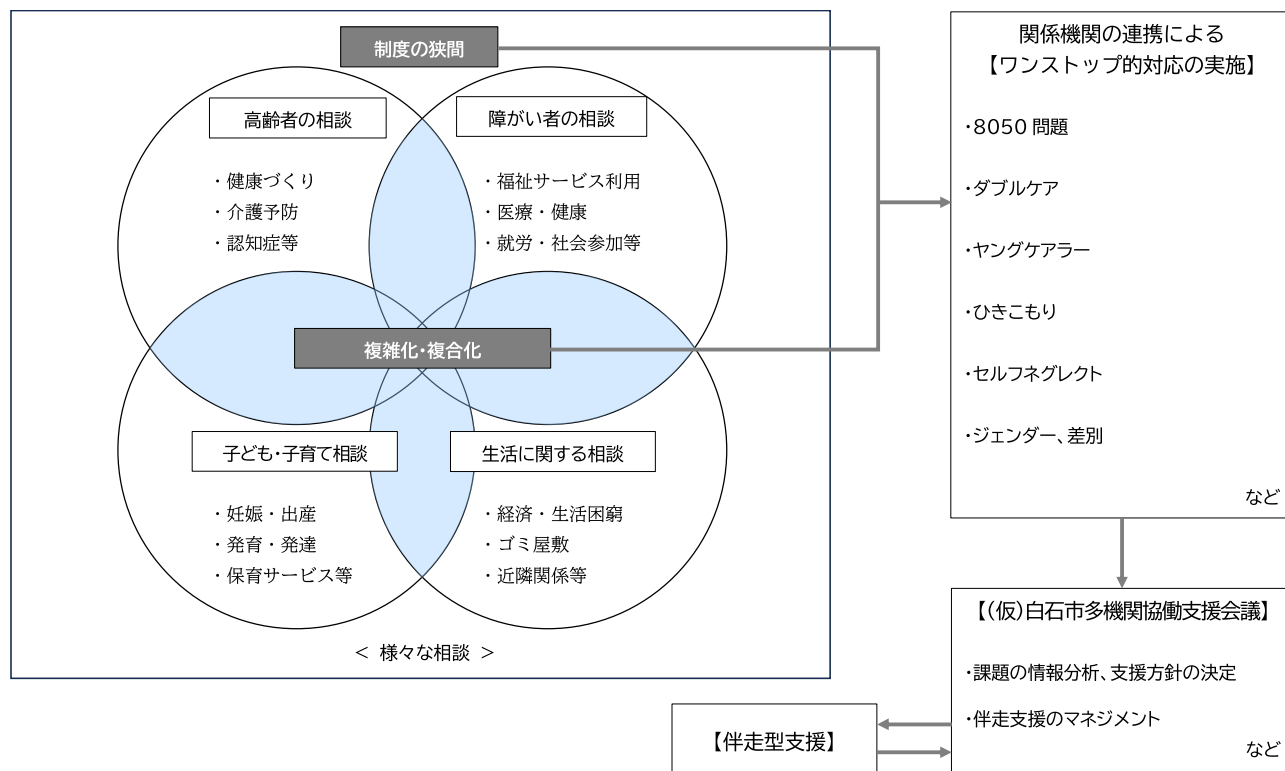 制度の狭間
高齢者の相談
・健康づくり
・介護予防
・認知症等
障がい者の相談
・福祉サービス利用
・医療・健康
・就労・社会参加等
複雑化・複合化
子ども・子育て相談
・妊娠・出産
・発育・発達
・保育サービス等
生活に関する相談
・経済・生活困窮
・ゴミ屋敷
・近隣関係等
＜ 様々な相談 ＞
関係機関の連携による
【ワンストップ的対応の実施】
・8050 問題
・ダブルケア
・ヤングケアラー
・ひきこもり
・セルフネグレクト
・ジェンダー、差別
など
【（仮）白石市多機関協働支援会議】
・課題の情報分析、支援方針の決定
・伴走支援のマネジメント
など
【伴走型支援】